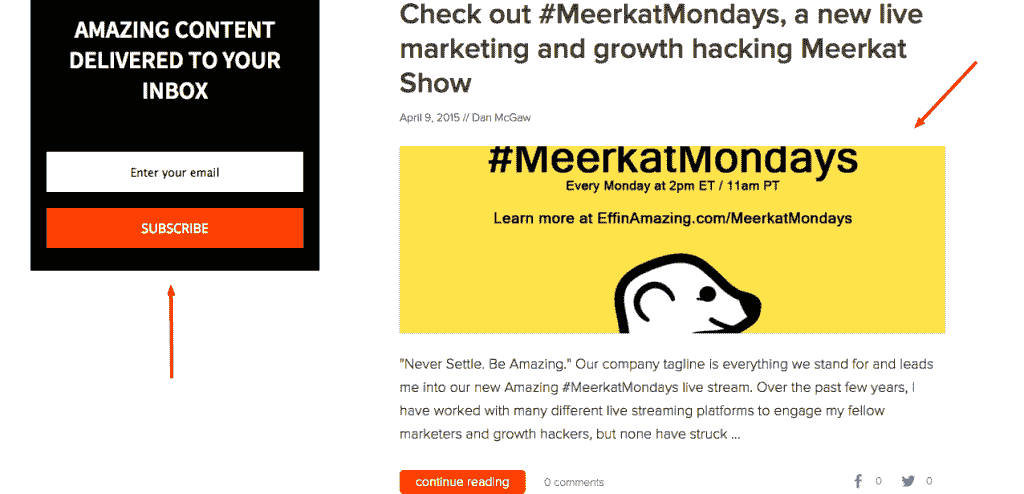 AMAZING CONTENT
DELIVERED TO YOUR
INBOX
Enter your email
SUBSCRIBE
Check out #MeerkatMondays, a new live
marketing and growth hacking Meerkat
Show
April 9, 2015 // Dan McGaw
#MeerkatMondays
Every Monday at 2pm ET / 11am PT
Learn more at EffinAmazing.com/MeerkatMondays
"Never Settle. Be Amazing." Our company tagline is everything we stand for and leads
me into our new Amazing #MeerkatMondays live stream. Over the past few years, I
have worked with many different live streaming platforms to engage my fellow
marketers and growth hackers, but none have struck ...
continue reading
0 comments
0
0